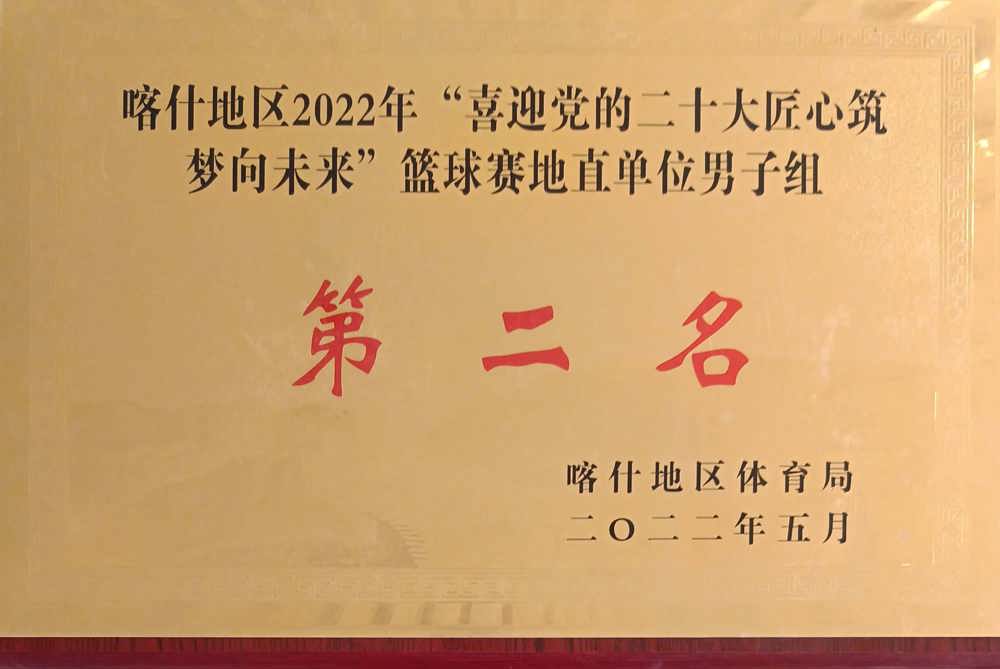 喀什地区2022年“喜迎党的二十大匠心筑
梦向未来”篮球赛地直单位男子组
第二名
喀什地区体育局
二〇二二年五月